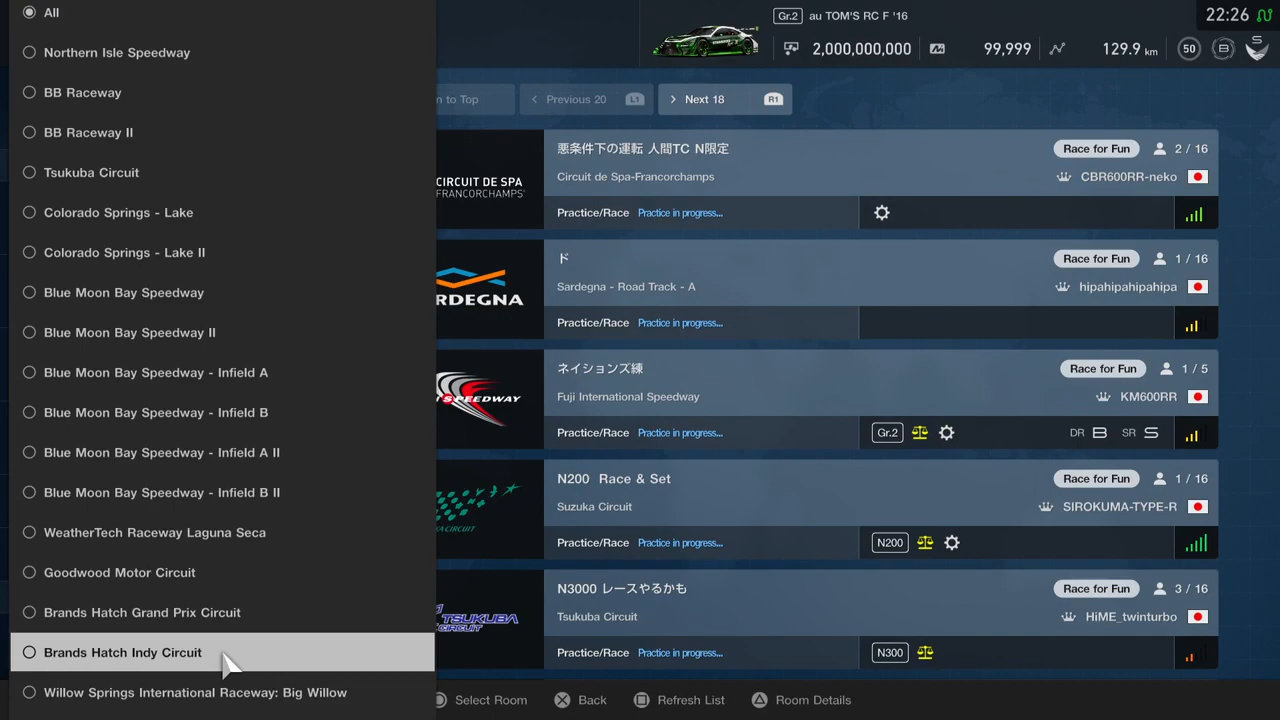 All
Northern Isle Speedway
BB Raceway
BB Raceway II
Tsukuba Circuit
Colorado Springs - Lake
Colorado Springs - Lake II
Blue Moon Bay Speedway
Blue Moon Bay Speedway II
Blue Moon Bay Speedway - Infield A
Blue Moon Bay Speedway - Infield B
Blue Moon Bay Speedway - Infield A II
Blue Moon Bay Speedway - Infield B II
WeatherTech Raceway Laguna Seca
Goodwood Motor Circuit
Brands Hatch Grand Prix Circuit
Brands Hatch Indy Circuit
Willow Springs International Raceway: Big Willow
Gr.2 au TOM'S RC F '16
22:26
2,000,000,000 99,999 129.9 km 50 B S
n to Top Previous 20 L1 Next 18 R1
CIRCUIT DE SPA
FRANCORCHAMPS
悪条件下の運転 人間TC N限定 Race for Fun 2 / 16
Circuit de Spa-Francorchamps CBR600RR-neko
Practice/Race Practice in progress...
RDEGNA
ド Race for Fun 1 / 16
Sardegna - Road Track - A hipahipahipahipa
Practice/Race Practice in progress...
SPEEDWAY
ネイションズ練 Race for Fun 1 / 5
Fuji International Speedway KM600RR
Practice/Race Practice in progress... Gr.2 DR B SR S
KA CIRCUIT
N200 Race & Set Race for Fun 1 / 16
Suzuka Circuit SIROKUMA-TYPE-R
Practice/Race Practice in progress... N200
TSUKUBA
CIRCUIT
N3000 レースやるかも Race for Fun 3 / 16
Tsukuba Circuit HiME_twinturbo
Practice/Race Practice in progress... N300
Select Room Back Refresh List Room Details